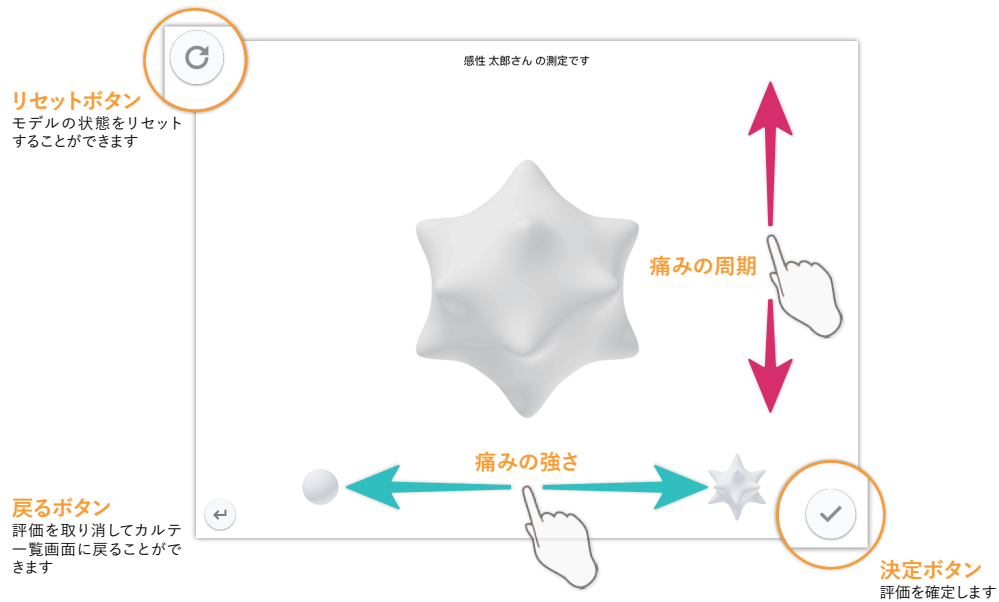 感性 太郎さん の測定です
リセットボタン
モデルの状態をリセット
することができます
痛みの周期
痛みの強さ
戻るボタン
評価を取り消してカルテ
一覧画面に戻ることがで
きます
決定ボタン
評価を確定します